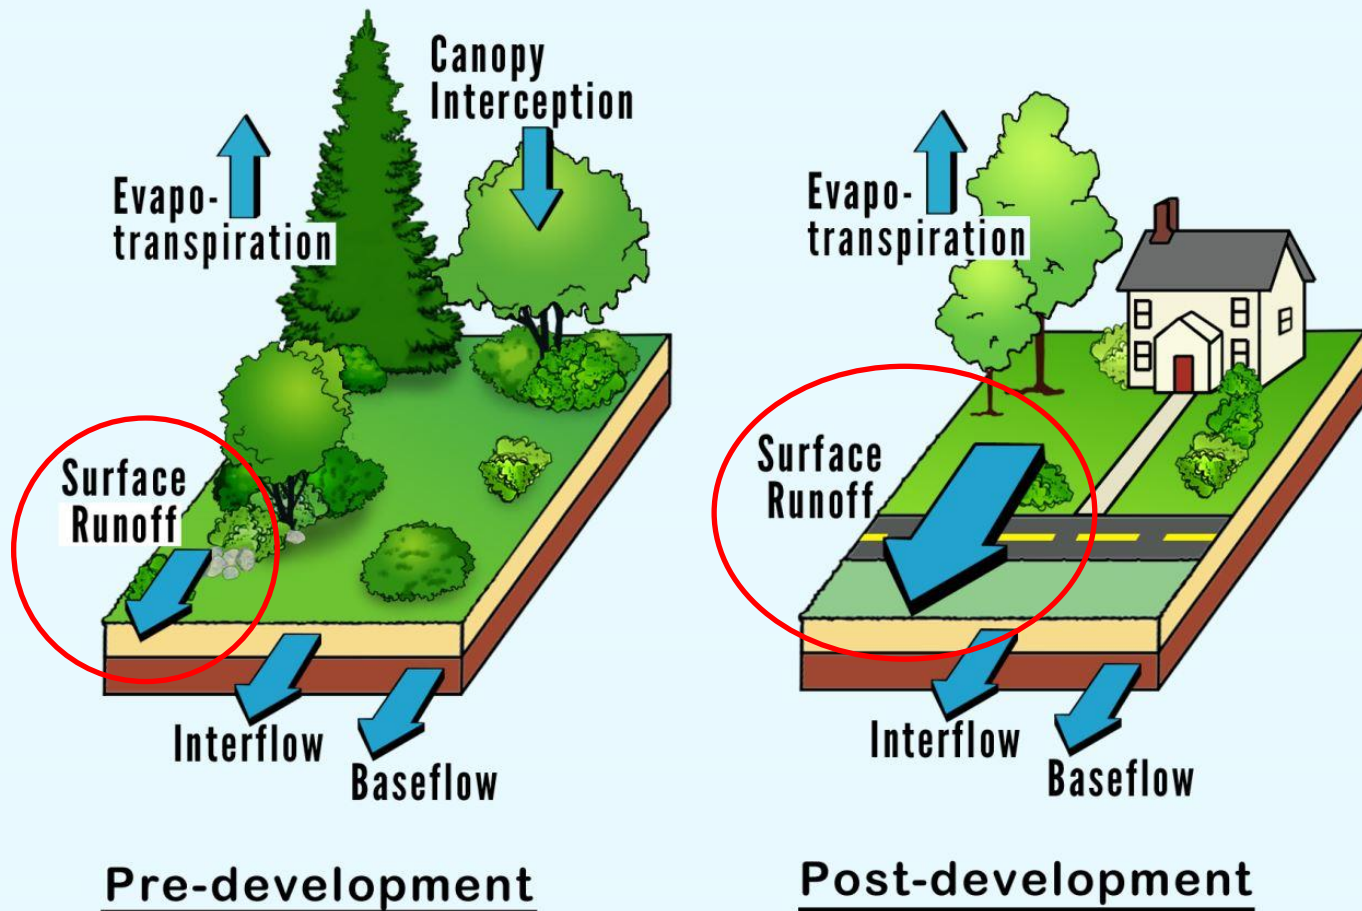 Canopy
Interception
Evapo-
transpiration
Surface
Runoff
Interflow
Baseflow
Pre-development
Evapo-
transpiration
Surface
Runoff
Interflow
Baseflow
Post-development